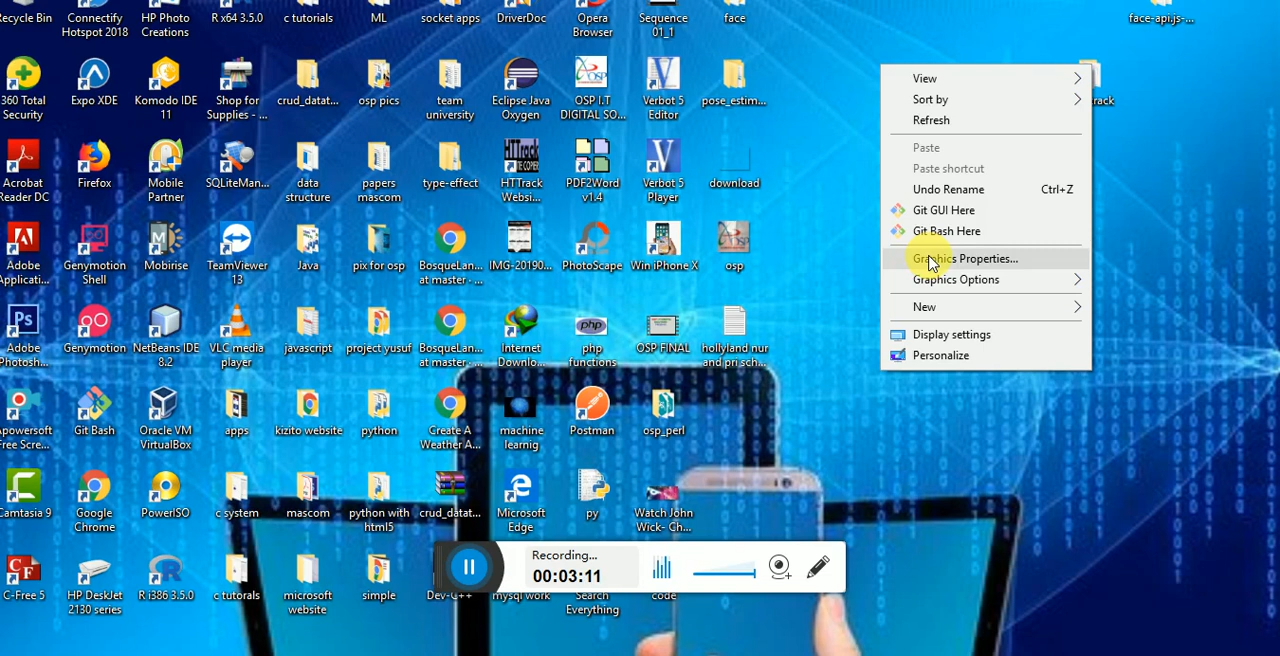 Recycle Bin
Connectify
Hotspot 2018
HP Photo
Creations
R x64 3.5.0
c tutorials
ML
socket apps
DriverDoc
Opera
Browser
Sequence
01_1
face
face-api.js-...
360 Total
Security
Expo XDE
Komodo IDE
11
Shop for
Supplies - ...
crud_datat...
osp pics
team
university
Eclipse Java
Oxygen
OSP I.T
DIGITAL SO...
Verbot 5
Editor
pose_estim...
track
Acrobat
Reader DC
Firefox
Mobile
Partner
SQLiteMan...
data
structure
papers
mascom
type-effect
HTTrack
Websi...
PDF2Word
v1.4
Verbot 5
Player
download
Adobe
Applicati...
Genymotion
Shell
Mobirise
TeamViewer
13
Java
pix for osp
BosqueLan...
at master · ...
IMG-20190...
PhotoScape
Win iPhone X
osp
Adobe
Photosh...
Genymotion
NetBeans IDE
8.2
VLC media
player
javascript
project yusuf
BosqueLan...
at master · ...
Internet
Downlo...
php
functions
OSP FINAL
hollyland nur
and pri sch...
Apowersoft
Free Scre...
Git Bash
Oracle VM
VirtualBox
apps
kizito website
python
Create A
Weather A...
machine
learnig
Postman
osp_perl
Camtasia 9
Google
Chrome
PowerISO
c system
mascom
python with
html5
crud_datat...
Microsoft
Edge
py
Watch John
Wick- Ch...
C-Free 5
HP DeskJet
2130 series
R i386 3.5.0
c tutorials
microsoft
website
simple
Dev-C++
mysql work
Search
Everything
code
View
Sort by
Refresh
Paste
Paste shortcut
Undo Rename Ctrl+Z
Git GUI Here
Git Bash Here
Graphics Properties...
Graphics Options
New
Display settings
Personalize
Recording...
00:03:11